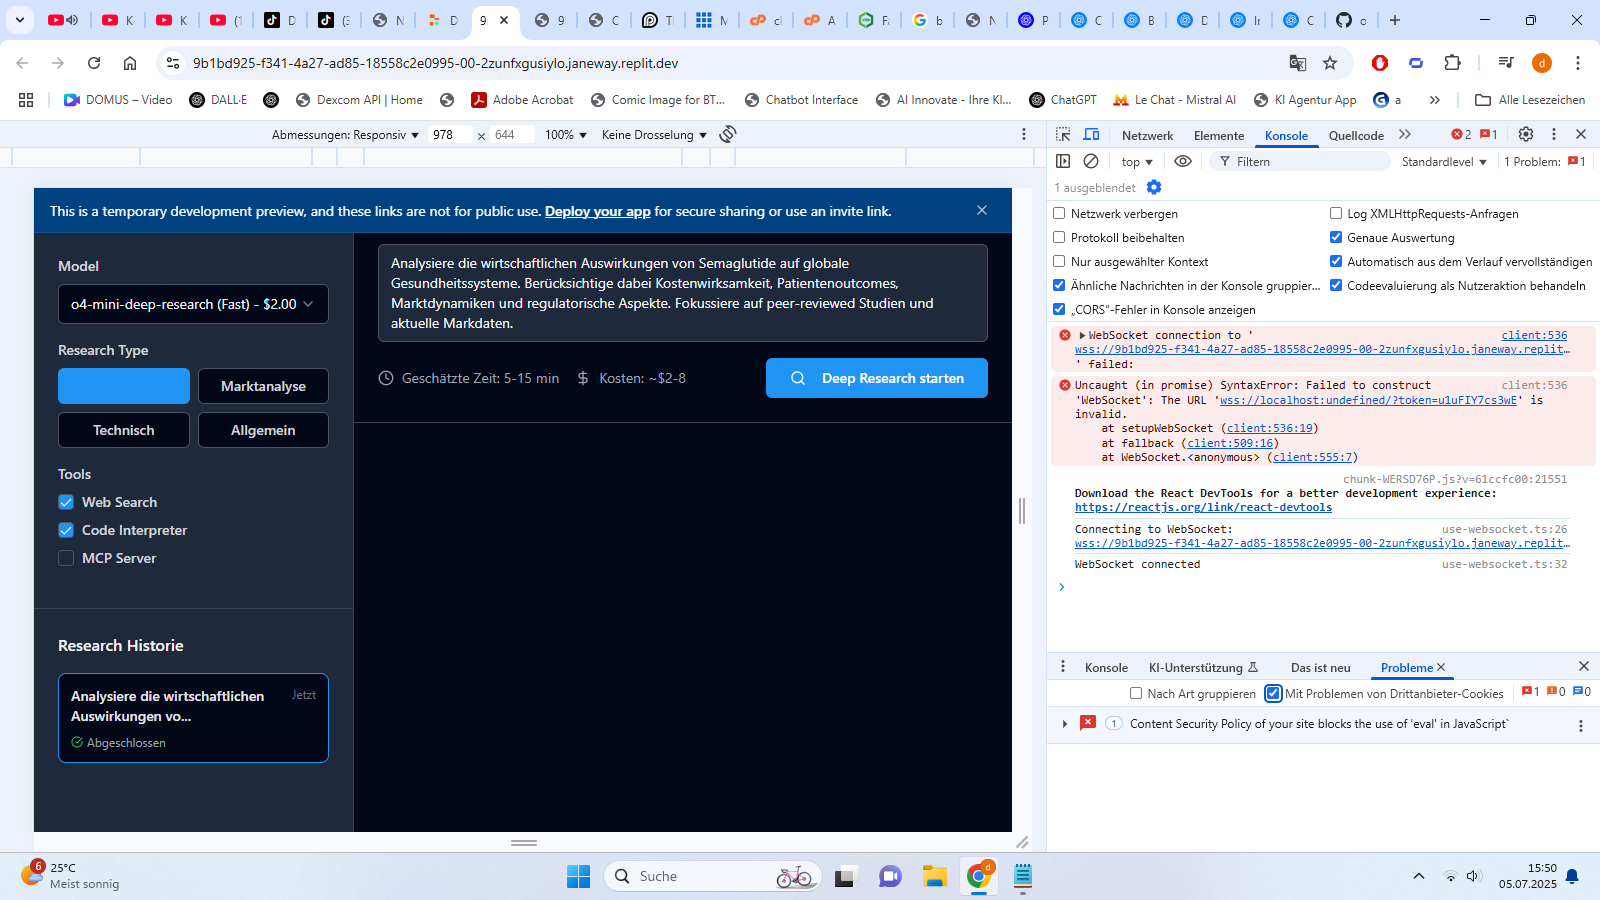 K
K
K
(1
D
(3
N
D
9
9
C
Tl
M
cl
A
Fa
b
N
P
C
B
D
Ir
C
o
9b1bd925-f341-4a27-ad85-18558c2e0995-00-2zunfxgusiylo.janeway.replit.dev
d
DOMUS – Video
DALL·E
Dexcom API | Home
Adobe Acrobat
Comic Image for BT...
Chatbot Interface
AI Innovate - Ihre KI...
ChatGPT
Le Chat - Mistral AI
KI Agentur App
a
Alle Lesezeichen
Abmessungen: Responsiv
978 × 644
100%
Keine Drosselung
Netzwerk
Elemente
Konsole
Quellcode
2
1
top
Filtern
Standardlevel
1 Problem: 1
1 ausgeblendet
Netzwerk verbergen
Log XMLHttpRequests-Anfragen
Protokoll beibehalten
Genaue Auswertung
Nur ausgewählter Kontext
Automatisch aus dem Verlauf vervollständigen
Ähnliche Nachrichten in der Konsole gruppier...
Codeevaluierung als Nutzeraktion behandeln
„CORS“-Fehler in Konsole anzeigen
This is a temporary development preview, and these links are not for public use. Deploy your app for secure sharing or use an invite link.
Model
o4-mini-deep-research (Fast) - $2.00
Research Type
Marktanalyse
Technisch
Allgemein
Tools
Web Search
Code Interpreter
MCP Server
Research Historie
Analysiere die wirtschaftlichen
Jetzt
Auswirkungen vo...
Abgeschlossen
Analysiere die wirtschaftlichen Auswirkungen von Semaglutide auf globale
Gesundheitssysteme. Berücksichtige dabei Kostenwirksamkeit, Patientenoutcomes,
Marktdynamiken und regulatorische Aspekte. Fokussiere auf peer-reviewed Studien und
aktuelle Markdaten.
Geschätzte Zeit: 5-15 min
Kosten: ~$2-8
Deep Research starten
WebSocket connection to '
client:536
wss://9b1bd925-f341-4a27-ad85-18558c2e0995-00-2zunfxgusiylo.janeway.replit…
' failed:
Uncaught (in promise) SyntaxError: Failed to construct
client:536
'WebSocket': The URL 'wss://localhost:undefined/?token=u1uFIY7cs3wE' is
invalid.
at setupWebSocket (client:536:19)
at fallback (client:509:16)
at WebSocket.<anonymous> (client:555:7)
chunk-WERSD76P.js?v=61ccfc00:21551
Download the React DevTools for a better development experience:
https://reactjs.org/link/react-devtools
Connecting to WebSocket:
use-websocket.ts:26
wss://9b1bd925-f341-4a27-ad85-18558c2e0995-00-2zunfxgusiylo.janeway.replit…
WebSocket connected
use-websocket.ts:32
Konsole
KI-Unterstützung
Das ist neu
Probleme
Nach Art gruppieren
Mit Problemen von Drittanbieter-Cookies
1
0
0
1
Content Security Policy of your site blocks the use of 'eval' in JavaScript`
6
25°C
Meist sonnig
Suche
d
15:50
05.07.2025